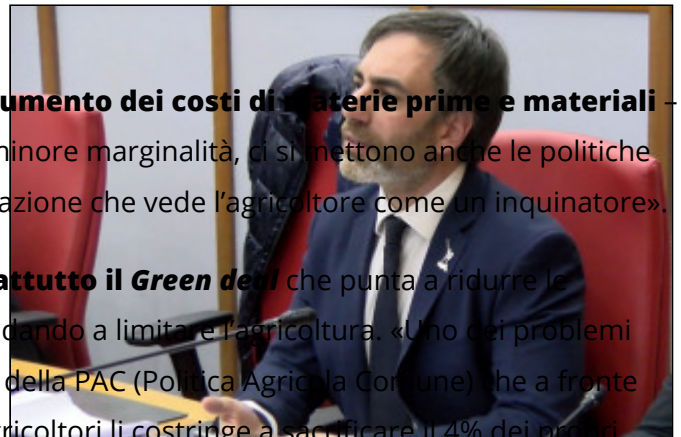 umento dei costi di materie prime e materiali –
minore marginalità, ci si mettono anche le politiche
azione che vede l'agricoltore come un inquinatore».
attutto il Green deal che punta a ridurre le
dando a limitare l'agricoltura. «Uno dei problemi
della PAC (Politica Agricola Comune) che a fronte
ricoltori li costringe a sacrificare il 4% dei propri